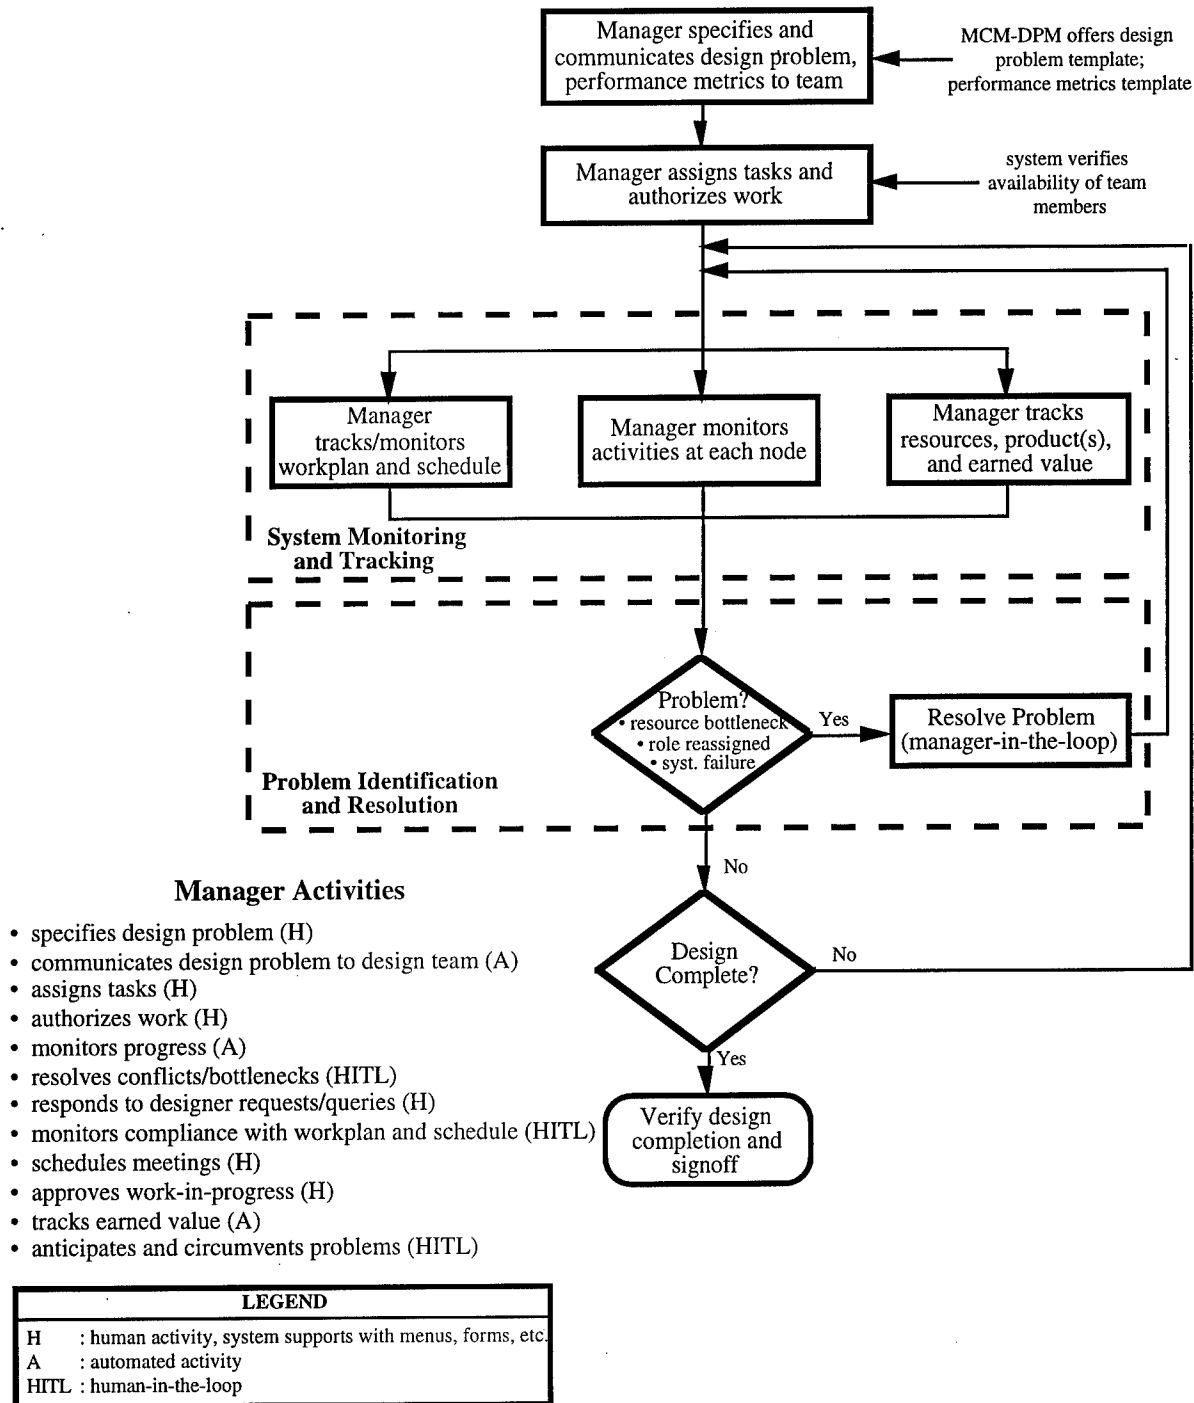 Manager specifies and
communicates design problem,
performance metrics to team
MCM-DPM offers design
problem template;
performance metrics template
Manager assigns tasks and
authorizes work
system verifies
availability of team
members
Manager
tracks/monitors
workplan and schedule
Manager monitors
activities at each node
Manager tracks
resources, product(s),
and earned value
System Monitoring
and Tracking
Problem?
• resource bottleneck
• role reassigned
• syst. failure
Yes
Resolve Problem
(manager-in-the-loop)
Problem Identification
and Resolution
No
Design
Complete?
No
Yes
Verify design
completion and
signoff
Manager Activities
• specifies design problem (H)
• communicates design problem to design team (A)
• assigns tasks (H)
• authorizes work (H)
• monitors progress (A)
• resolves conflicts/bottlenecks (HITL)
• responds to designer requests/queries (H)
• monitors compliance with workplan and schedule (HITL)
• schedules meetings (H)
• approves work-in-progress (H)
• tracks earned value (A)
• anticipates and circumvents problems (HITL)
LEGEND
H : human activity, system supports with menus, forms, etc.
A : automated activity
HITL : human-in-the-loop